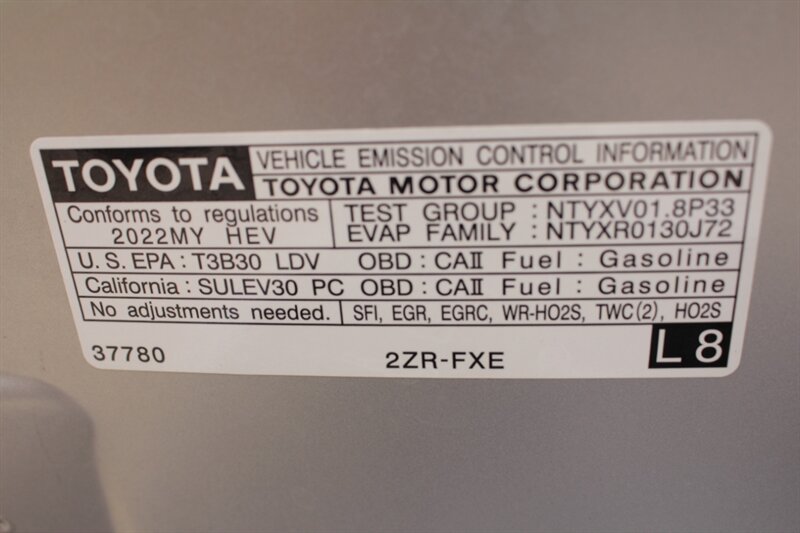 TOYOTA VEHICLE EMISSION CONTROL INFORMATION
TOYOTA MOTOR CORPORATION
Conforms to regulations
2022MY HEV
TEST GROUP : NTYXV01.8P33
EVAP FAMILY : NTYXR0130J72
U.S. EPA : T3B30 LDV OBD : CAII Fuel : Gasoline
California : SULEV30 PC OBD : CAII Fuel : Gasoline
No adjustments needed. SFI, EGR, EGRC, WR-HO2S, TWC(2), HO2S
37780 2ZR-FXE L8